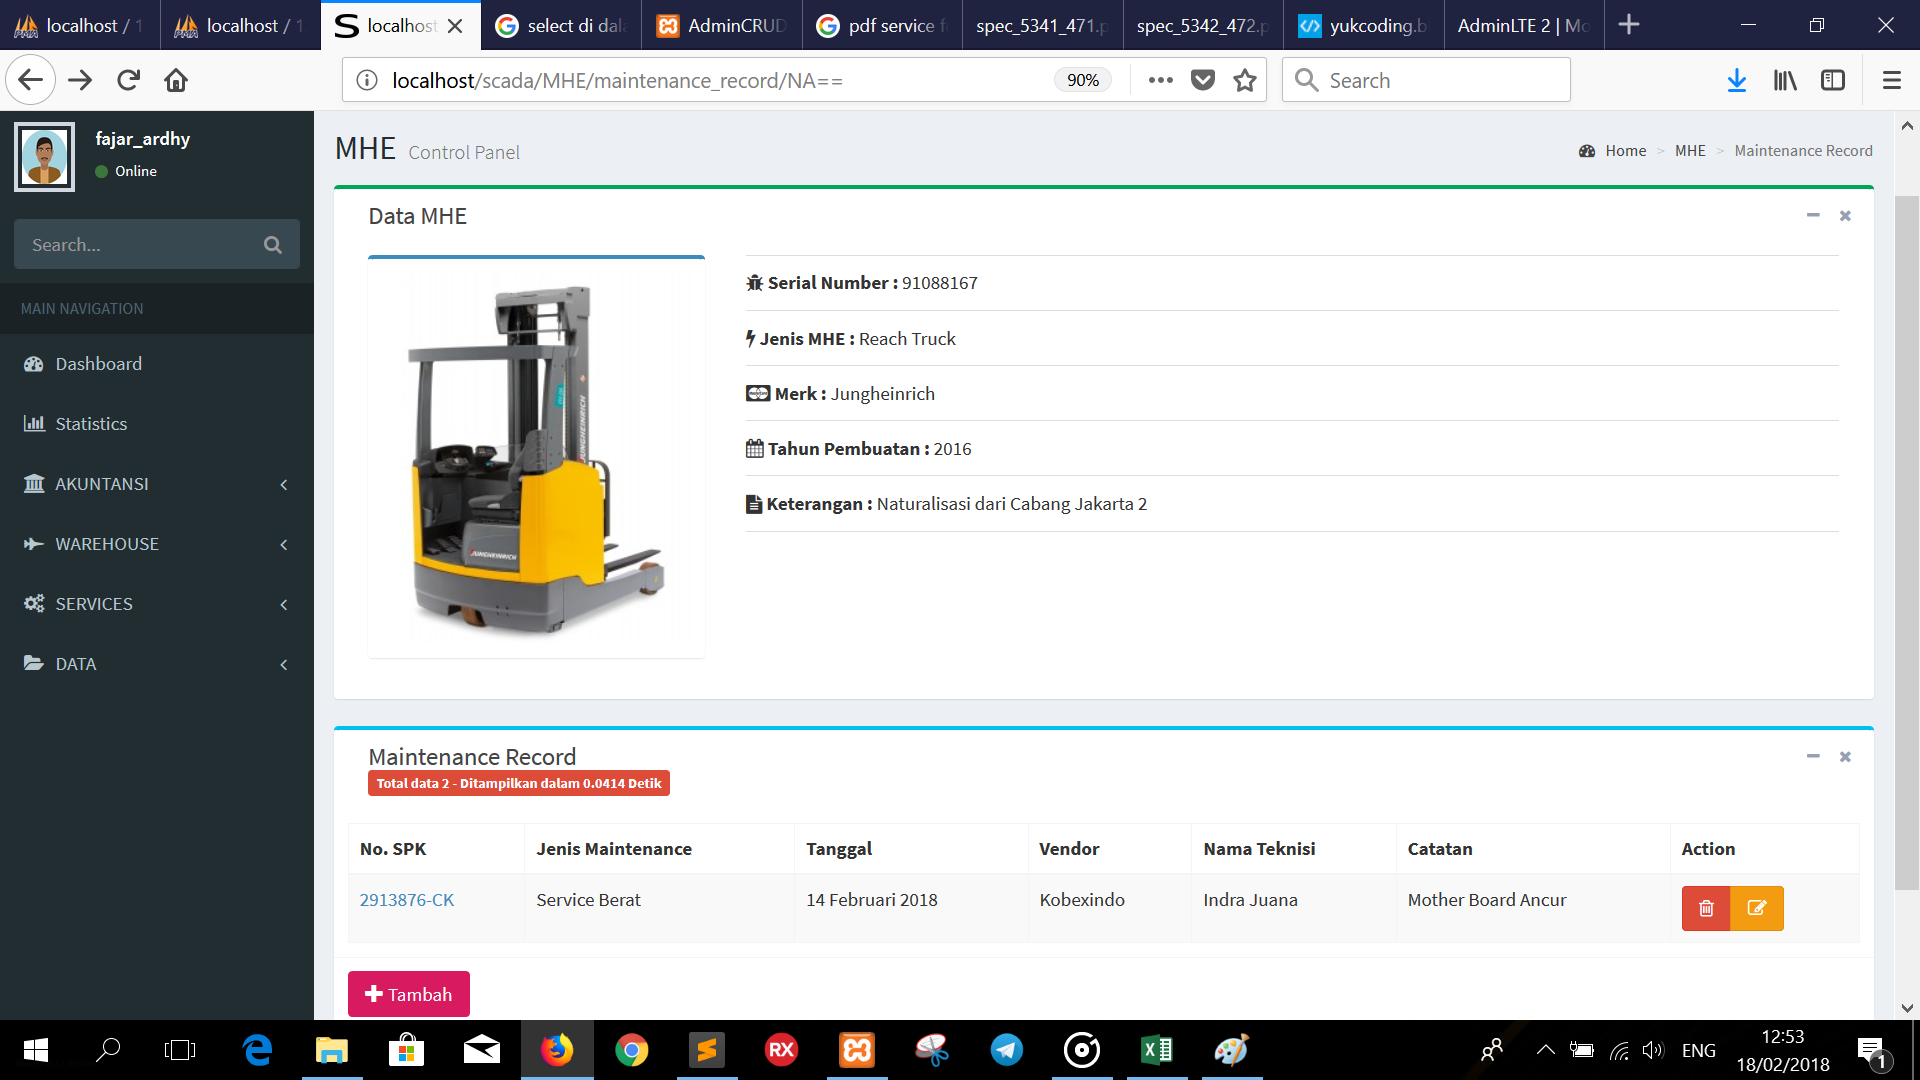 localhost / 1
localhost / 1
localhost
select di dala
AdminCRUD
pdf service f
spec_5341_471.p
spec_5342_472.p
yukcoding.b
AdminLTE 2 | Mo
localhost/scada/MHE/maintenance_record/NA==
90%
Search
fajar_ardhy
Online
Search...
MAIN NAVIGATION
Dashboard
Statistics
AKUNTANSI
WAREHOUSE
SERVICES
DATA
MHE Control Panel
Home > MHE > Maintenance Record
Data MHE
JUNGHEINRICH
JUNGHEINRICH
Serial Number : 91088167
Jenis MHE : Reach Truck
Merk : Jungheinrich
Tahun Pembuatan : 2016
Keterangan : Naturalisasi dari Cabang Jakarta 2
Maintenance Record
Total data 2 - Ditampilkan dalam 0.0414 Detik
No. SPK Jenis Maintenance Tanggal Vendor Nama Teknisi Catatan Action
2913876-CK Service Berat 14 Februari 2018 Kobexindo Indra Juana Mother Board Ancur
Tambah
RX
ENG
12:53
18/02/2018
1